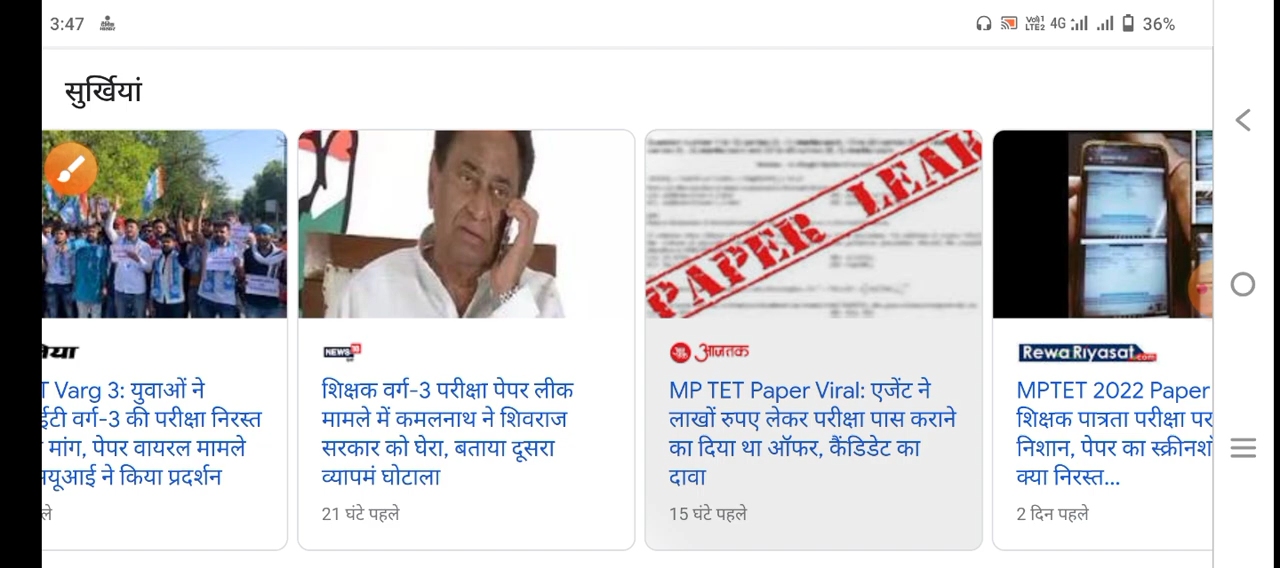 3:47
4G 36%
सुर्खियां
PAPER LEAK
T Varg 3: युवाओं ने
ईटी वर्ग-3 की परीक्षा निरस्त
मांग, पेपर वायरल मामले
ने किया प्रदर्शन
NEWS 18
शिक्षक वर्ग-3 परीक्षा पेपर लीक
मामले में कमलनाथ ने शिवराज
सरकार को घेरा, बताया दूसरा
व्यापमं घोटाला
21 घंटे पहले
आजतक
MP TET Paper Viral: एजेंट ने
लाखों रुपए लेकर परीक्षा पास कराने
का दिया था ऑफर, कैंडिडेट का
दावा
15 घंटे पहले
RewaRiyasat.com
MPTET 2022 Paper
शिक्षक पात्रता परीक्षा पर
निशान, पेपर का
क्या निरस्त...
2 दिन पहले